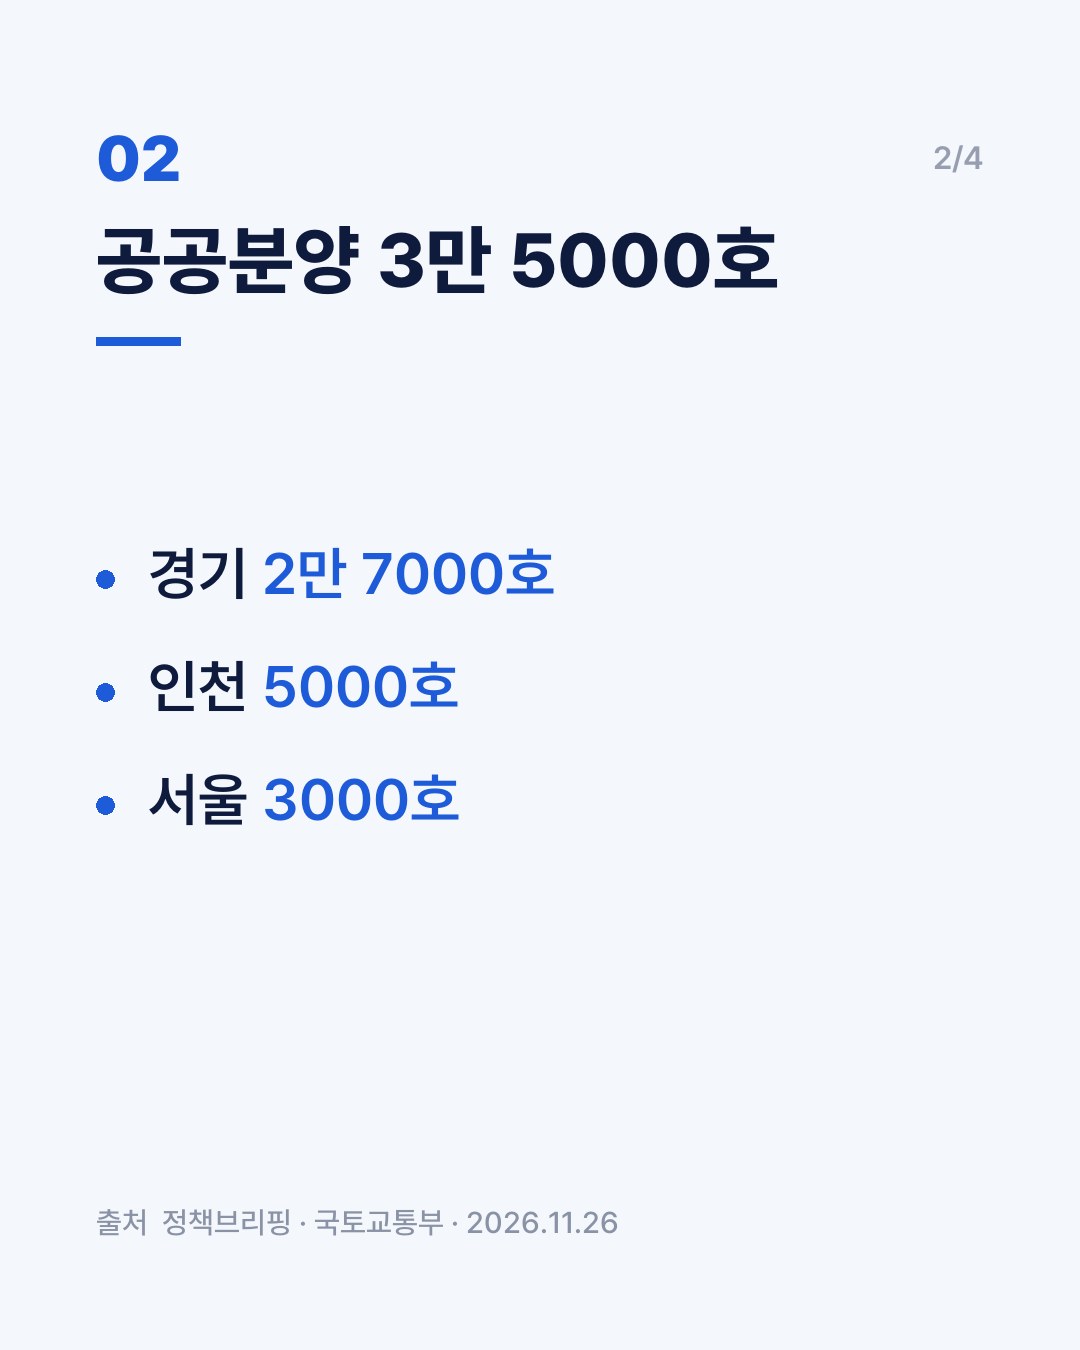 02
2/4
공공분양 3만 5000호
경기 2만 7000호
인천 5000호
서울 3000호
출처 정책브리핑 · 국토교통부 · 2026.11.26